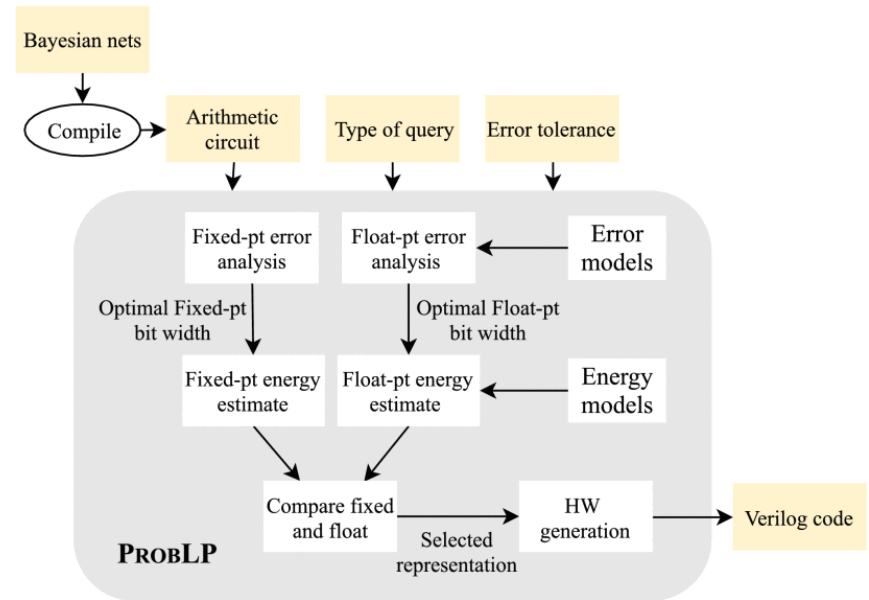 Bayesian nets
Compile
Arithmetic
circuit
Type of query
Error tolerance
Fixed-pt error
analysis
Float-pt error
analysis
Error
models
Optimal Fixed-pt
bit width
Optimal Float-pt
bit width
Fixed-pt energy
estimate
Float-pt energy
estimate
Energy
models
Compare fixed
and float
Selected
representation
HW
generation
Verilog code
PROBLP